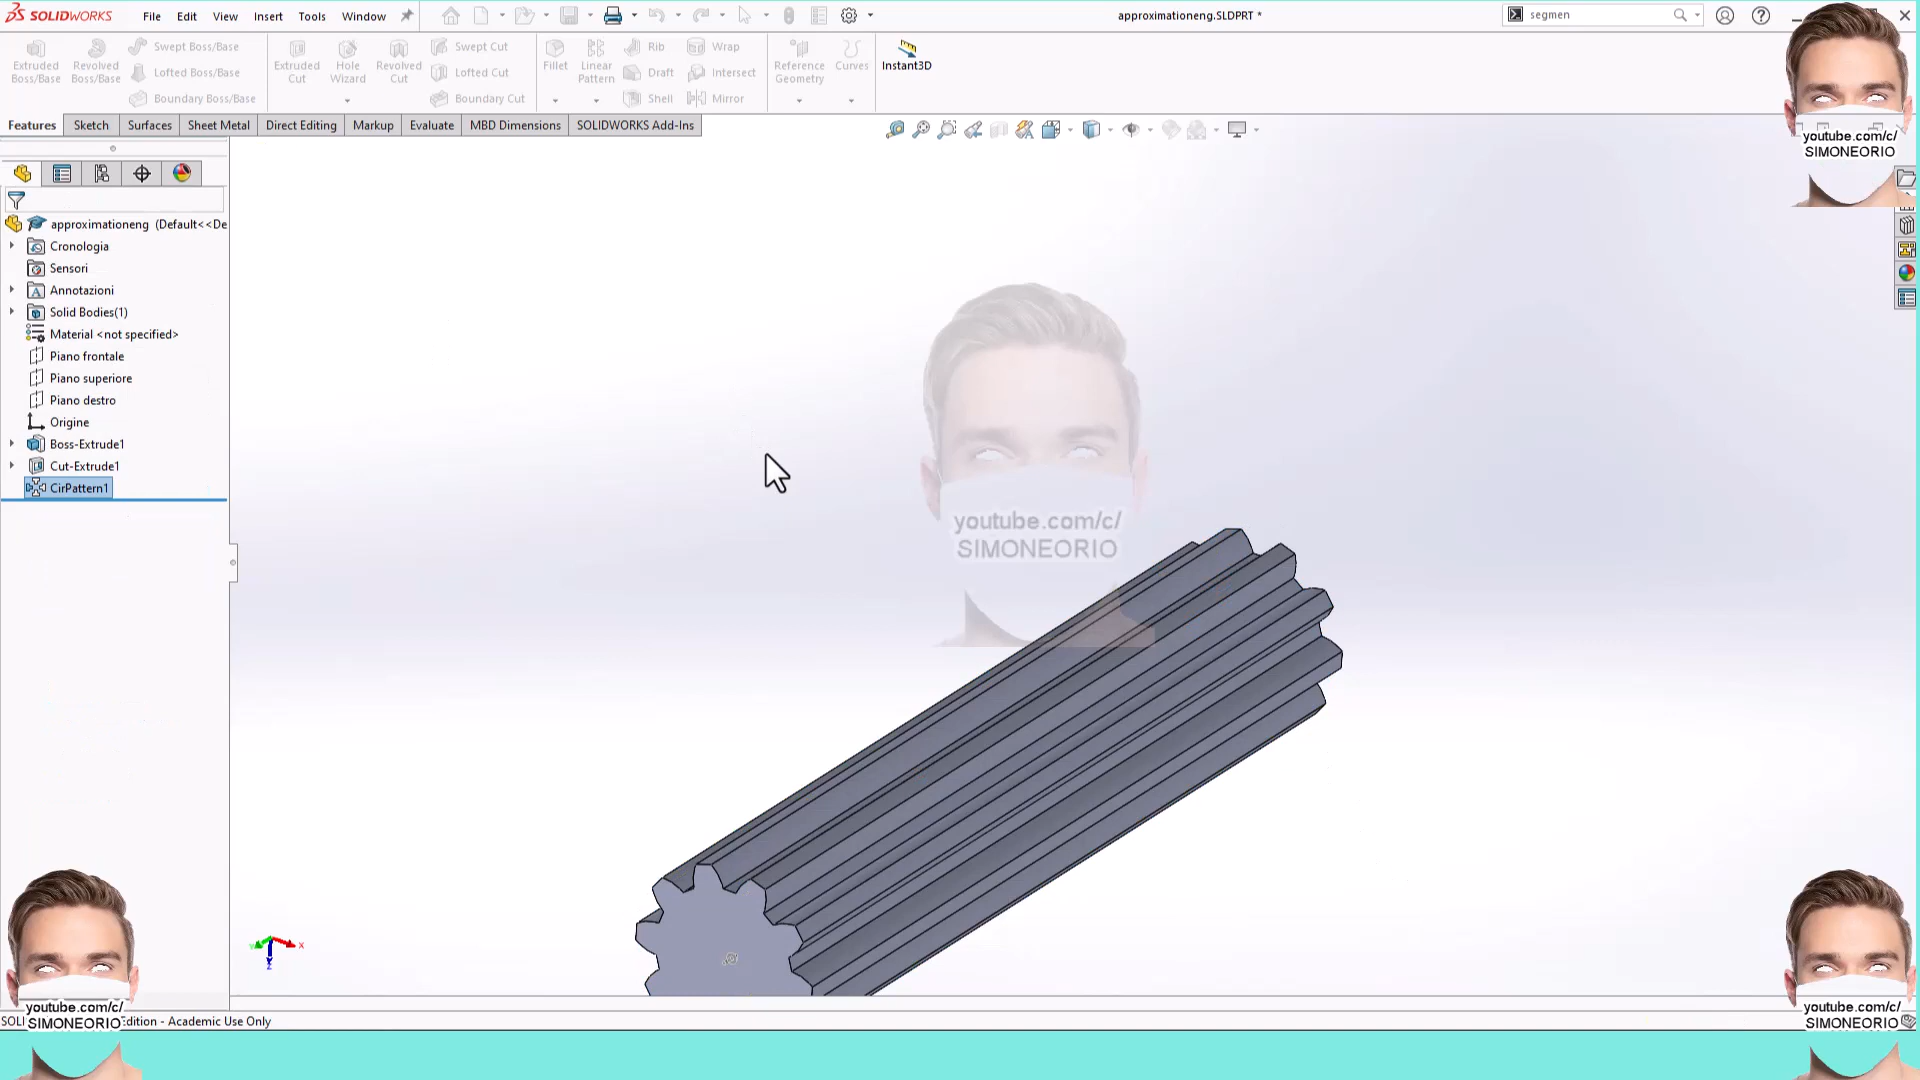 SOLIDWORKS File Edit View Insert Tools Window approximationeng.SLDPRT * segmen
Extruded Boss/Base
Revolved Boss/Base
Swept Boss/Base
Lofted Boss/Base
Boundary Boss/Base
Extruded Cut
Hole Wizard
Revolved Cut
Swept Cut
Lofted Cut
Boundary Cut
Fillet
Linear Pattern
Rib
Draft
Shell
Wrap
Intersect
Mirror
Reference Geometry
Curves
Instant3D
Features Sketch Surfaces Sheet Metal Direct Editing Markup Evaluate MBD Dimensions SOLIDWORKS Add-Ins
youtube.com/c/
SIMONEORIO
approximationeng (Default<<De
Cronologia
Sensori
Annotazioni
Solid Bodies(1)
Material <not specified>
Piano frontale
Piano superiore
Piano destro
Origine
Boss-Extrude1
Cut-Extrude1
CirPattern1
youtube.com/c/
SIMONEORIO
x
z
youtube.com/c/
SIMONEORIO
youtube.com/c/
SIMONEORIO
SOLI
dition - Academic Use Only